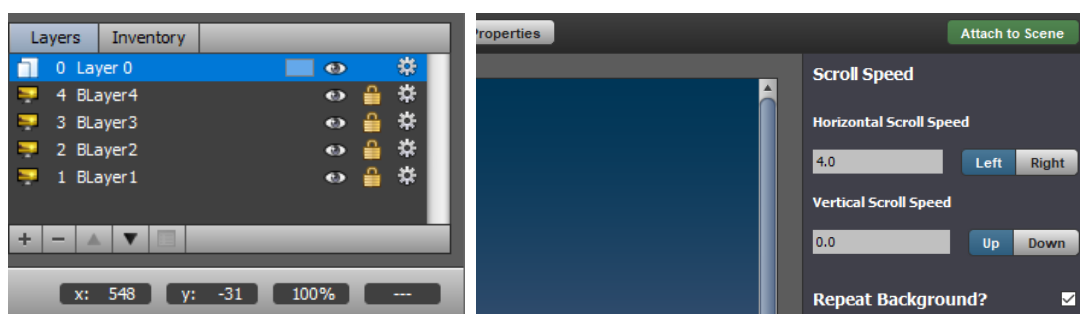 Layers Inventory
0 Layer 0
4 BLayer4
3 BLayer3
2 BLayer2
1 BLayer1
x: 548 y: -31 100% ---
Properties Attach to Scene
Scroll Speed
Horizontal Scroll Speed
4.0 Left Right
Vertical Scroll Speed
0.0 Up Down
Repeat Background?